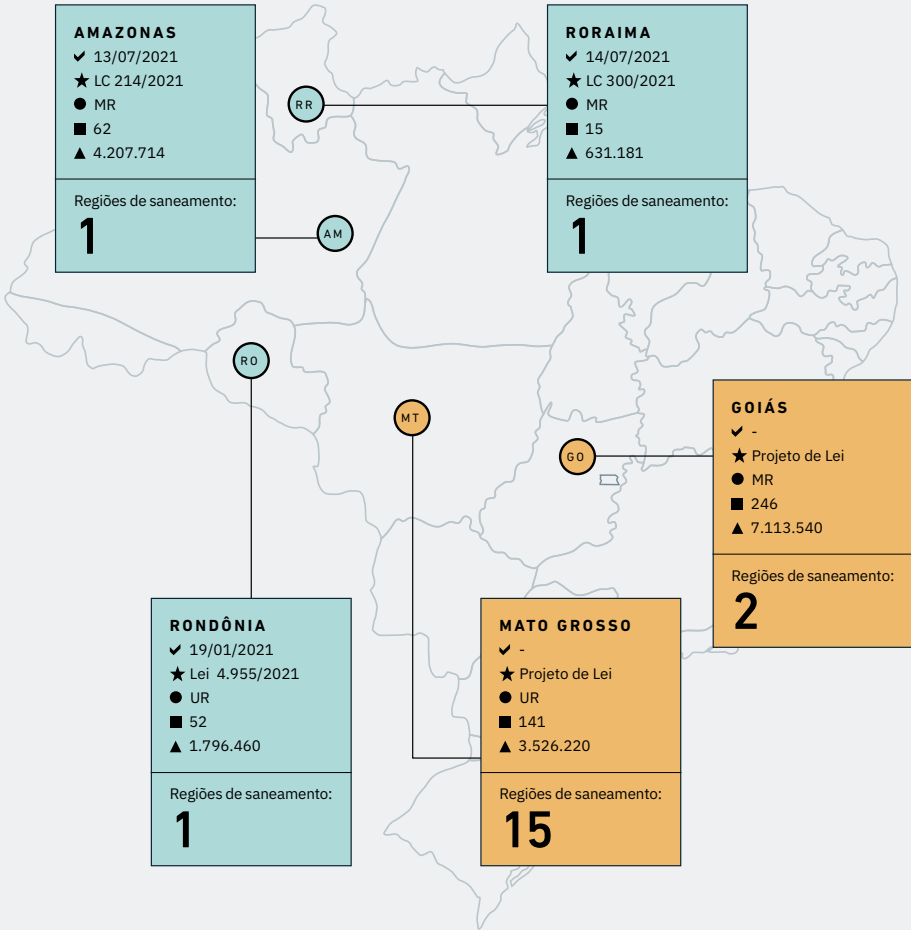 AMAZONAS
✔ 13/07/2021
★ LC 214/2021
● MR
■ 62
▲ 4.207.714
Regiões de saneamento:
1
RORAIMA
✔ 14/07/2021
★ LC 300/2021
● MR
■ 15
▲ 631.181
Regiões de saneamento:
1
RR
AM
RO
MT
GO
GOIÁS
✔ -
★ Projeto de Lei
● MR
■ 246
▲ 7.113.540
Regiões de saneamento:
2
RONDÔNIA
✔ 19/01/2021
★ Lei 4.955/2021
● UR
■ 52
▲ 1.796.460
Regiões de saneamento:
1
MATO GROSSO
✔ -
★ Projeto de Lei
● UR
■ 141
▲ 3.526.220
Regiões de saneamento:
15